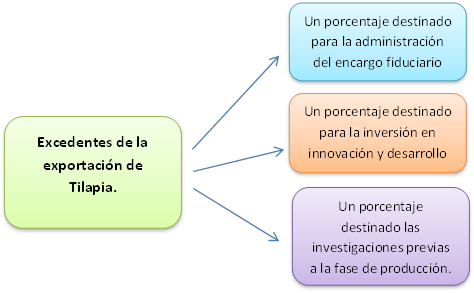 Excedentes de la
exportación de
Tilapia.
Un porcentaje destinado
para la administración
del encargo fiduciario
Un porcentaje destinado
para la inversión en
innovación y desarrollo
Un porcentaje
destinado las
investigaciones previas
a la fase de producción.